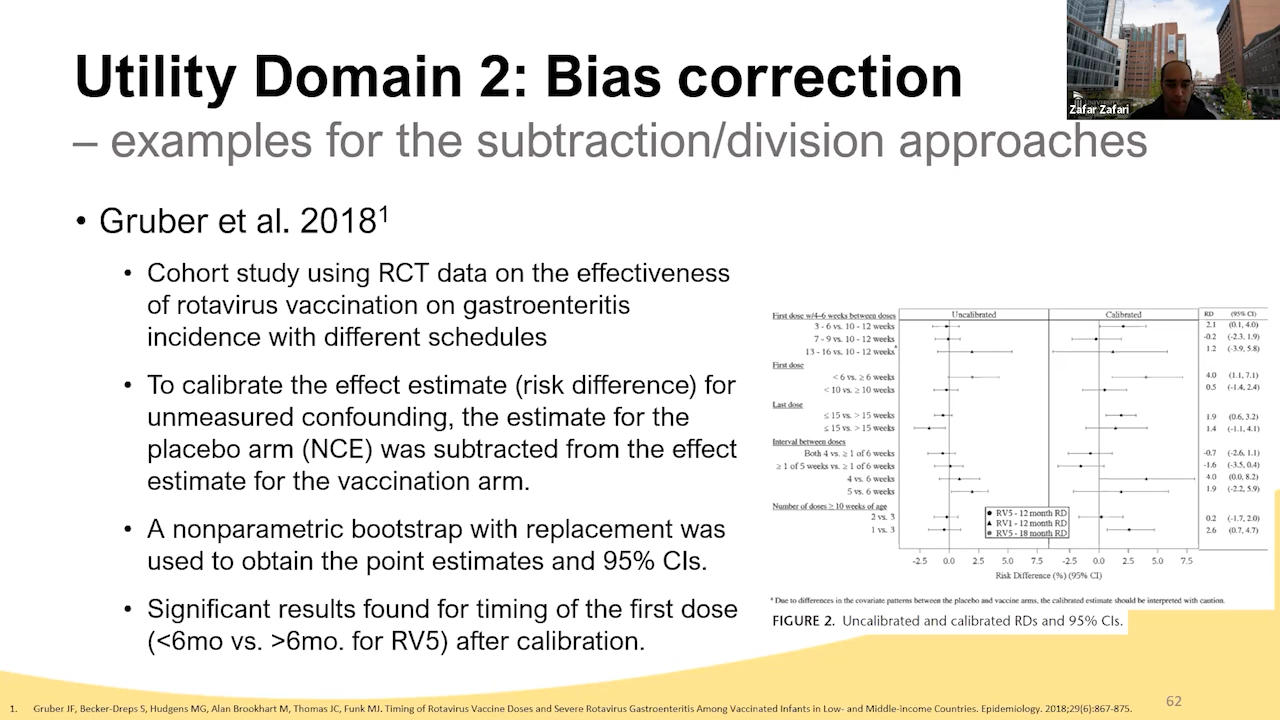 Utility Domain 2: Bias correction
– examples for the subtraction/division approaches
Zafar Zafari
• Gruber et al. 2018¹
• Cohort study using RCT data on the effectiveness
of rotavirus vaccination on gastroenteritis
incidence with different schedules
• To calibrate the effect estimate (risk difference) for
unmeasured confounding, the estimate for the
placebo arm (NCE) was subtracted from the effect
estimate for the vaccination arm.
• A nonparametric bootstrap with replacement was
used to obtain the point estimates and 95% CIs.
• Significant results found for timing of the first dose
(<6mo vs. >6mo. for RV5) after calibration.
Uncalibrated Calibrated RD (95% CI)
First dose w/4–6 weeks between doses
3 - 6 vs. 10 - 12 weeks 2.1 (0.1, 4.0)
7 - 9 vs. 10 - 12 weeks -0.2 (-2.3, 1.9)
13 - 16 vs. 10 - 12 weeks* 1.2 (-3.9, 5.8)
First dose
< 6 vs. ≥ 6 weeks 4.0 (1.1, 7.1)
< 10 vs. ≥ 10 weeks 0.5 (-1.4, 2.4)
Last dose
≤ 15 vs. > 15 weeks 1.9 (0.6, 3.2)
≤ 15 vs. > 15 weeks 1.4 (-1.1, 4.1)
Interval between doses
Both 4 vs. ≥ 1 of 6 weeks -0.7 (-2.6, 1.1)
≥ 1 of 5 weeks vs. ≥ 1 of 6 weeks -1.6 (-3.5, 0.4)
4 vs. 6 weeks 4.0 (0.0, 8.2)
5 vs. 6 weeks 1.9 (-2.2, 5.9)
Number of doses ≥ 10 weeks of age
2 vs. 3 0.2 (-1.7, 2.0)
1 vs. 3 2.6 (0.7, 4.7)
RV5 - 12 month RD
RV1 - 12 month RD
RV5 - 18 month RD
-2.5 0.0 2.5 5.0 7.5 -2.5 0.0 2.5 5.0 7.5
Risk Difference (%) (95% CI)
* Due to differences in the covariate patterns between the placebo and vaccine arms, the calibrated estimate should be interpreted with caution.
FIGURE 2. Uncalibrated and calibrated RDs and 95% CIs.
1. Gruber JF, Becker-Dreps S, Hudgens MG, Alan Brookhart M, Thomas JC, Funk MJ. Timing of Rotavirus Vaccine Doses and Severe Rotavirus Gastroenteritis Among Vaccinated Infants in Low- and Middle-income Countries. Epidemiology. 2018;29(6):867-875.
62